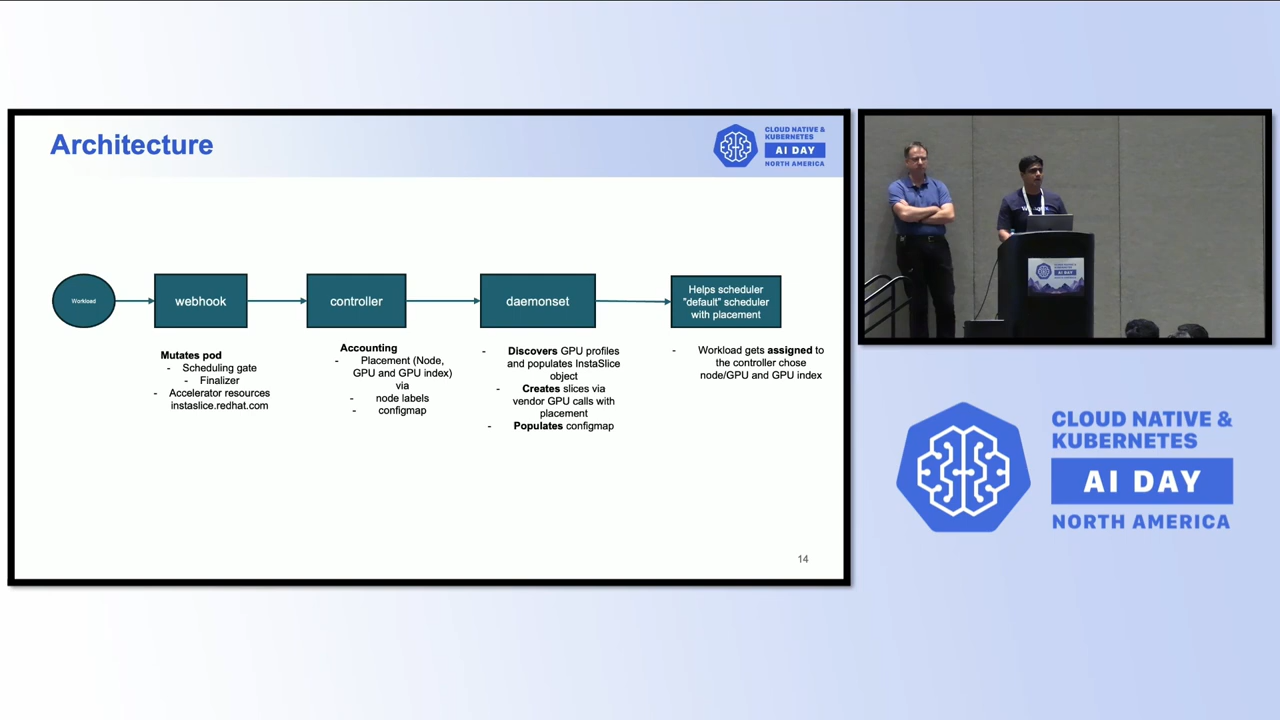 Architecture
CLOUD NATIVE &
KUBERNETES
AI DAY
NORTH AMERICA
Workload
webhook
controller
daemonset
Helps scheduler
"default" scheduler
with placement
Mutates pod
- Scheduling gate
- Finalizer
- Accelerator resources
instaslice.redhat.com
Accounting
- Placement (Node,
GPU and GPU index)
via
- node labels
- configmap
- Discovers GPU profiles
and populates InstaSlice
object
- Creates slices via
vendor GPU calls with
placement
- Populates configmap
- Workload gets assigned to
the controller chose
node/GPU and GPU index
14
CLOUD NATIVE &
KUBERNETES
AI DAY
NORTH AMERICA